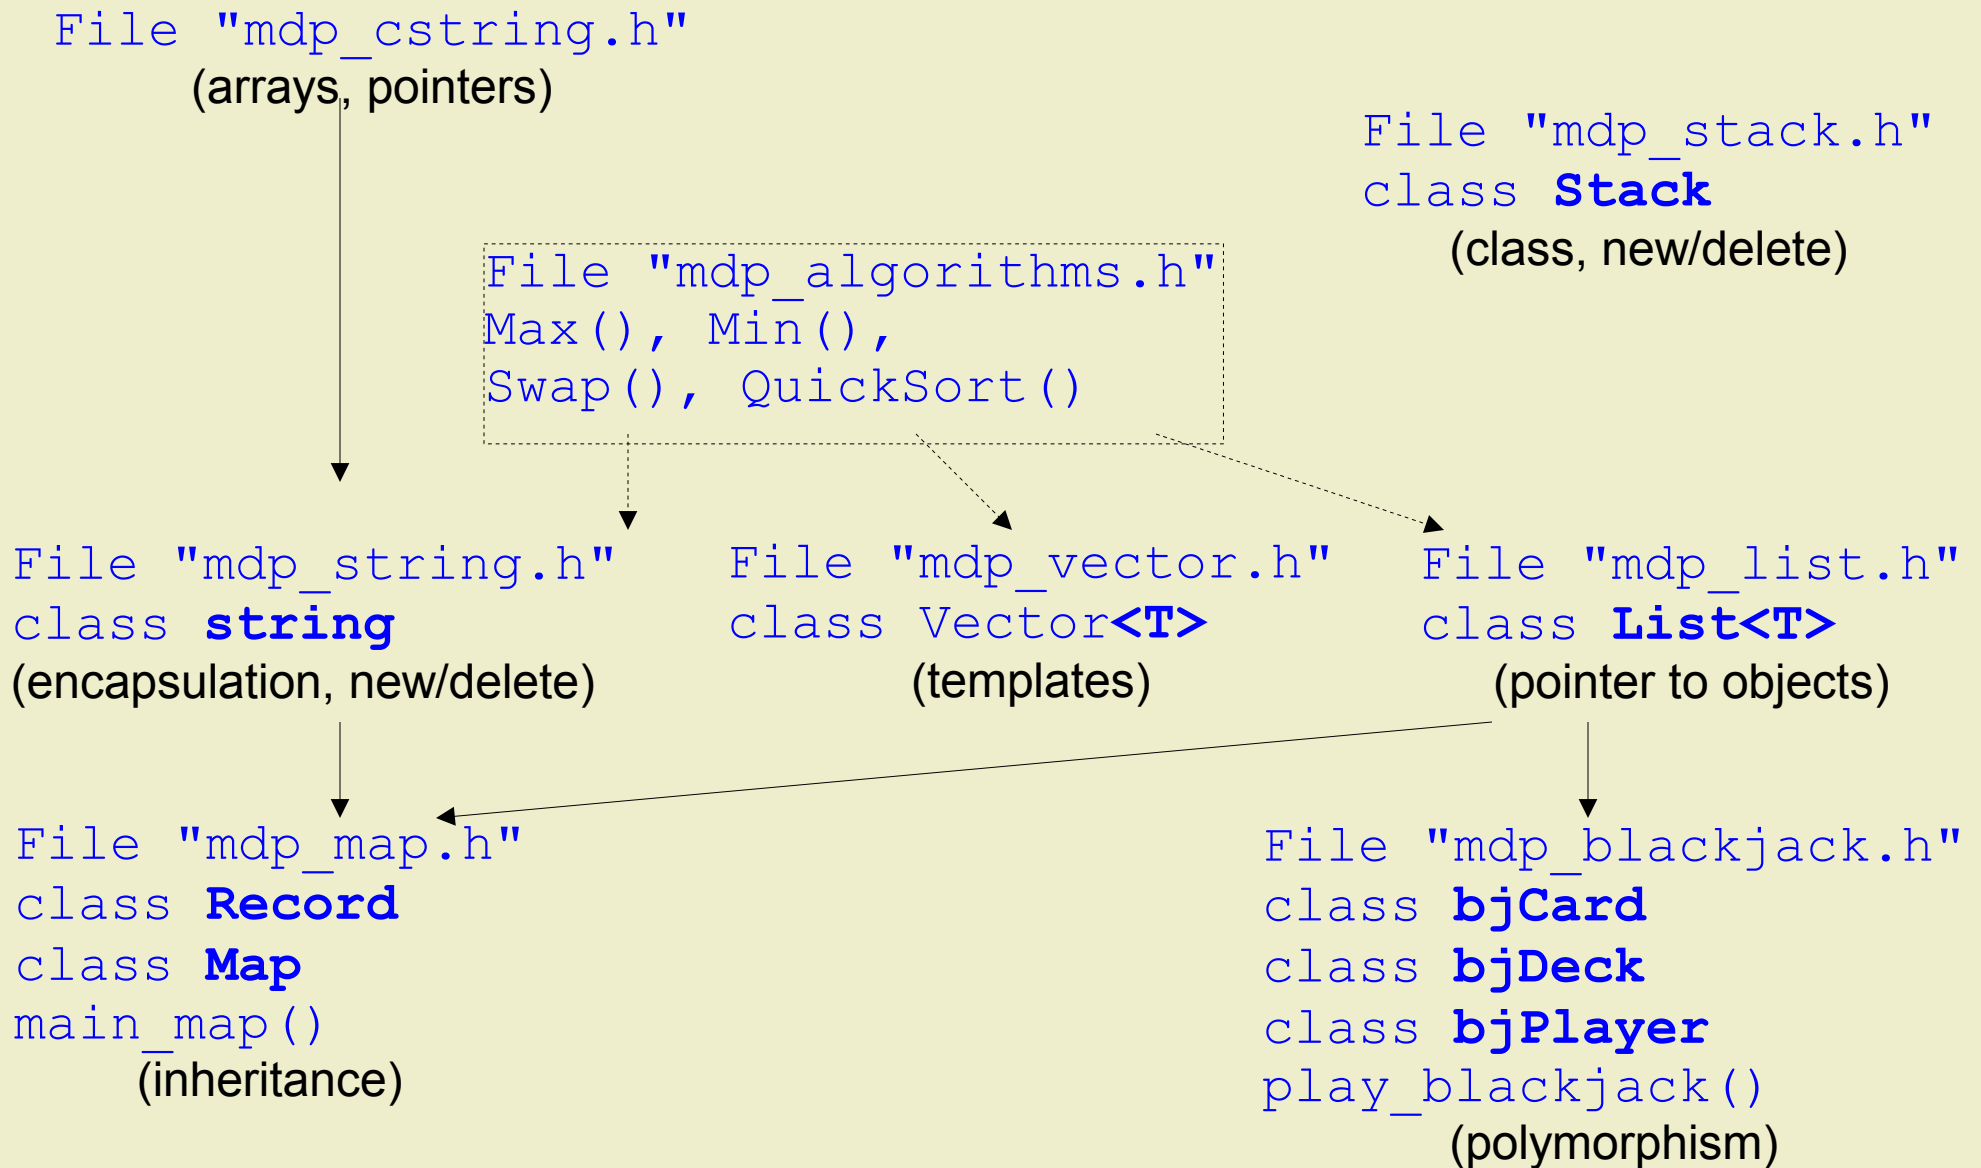 File "mdp_cstring.h"
(arrays, pointers)
File "mdp_stack.h"
class Stack
(class, new/delete)
File "mdp_algorithms.h"
Max(), Min(),
Swap(), QuickSort()
File "mdp_string.h"
class string
(encapsulation, new/delete)
File "mdp_vector.h"
class Vector<T>
(templates)
File "mdp_list.h"
class List<T>
(pointer to objects)
File "mdp_map.h"
class Record
class Map
main_map()
(inheritance)
File "mdp_blackjack.h"
class bjCard
class bjDeck
class bjPlayer
play_blackjack()
(polymorphism)